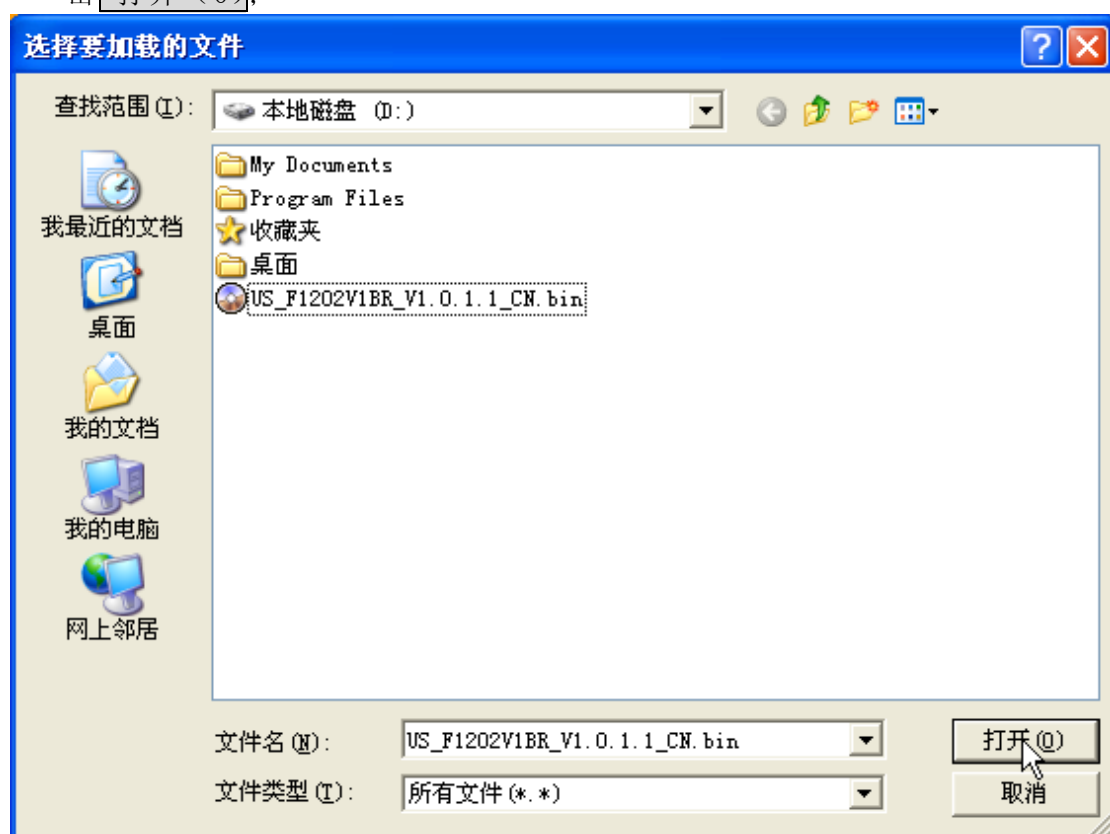 击 打开（O），
选择要加载的文件
查找范围(I):
本地磁盘 (D:)
我最近的文档
桌面
我的文档
我的电脑
网上邻居
My Documents
Program Files
收藏夹
桌面
US_F1202V1BR_V1.0.1.1_CN.bin
文件名(N):
US_F1202V1BR_V1.0.1.1_CN.bin
打开(O)
文件类型(T):
所有文件(*.*)
取消